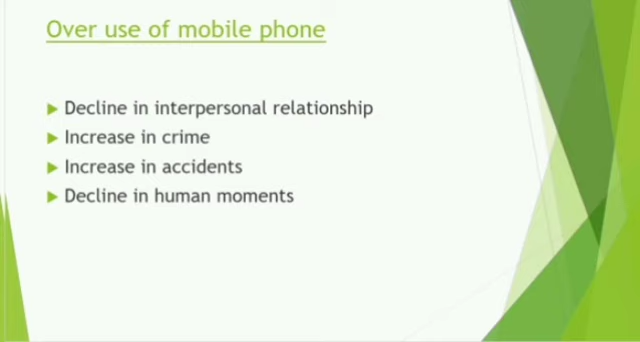 Over use of mobile phone
Decline in interpersonal relationship
Increase in crime
Increase in accidents
Decline in human moments